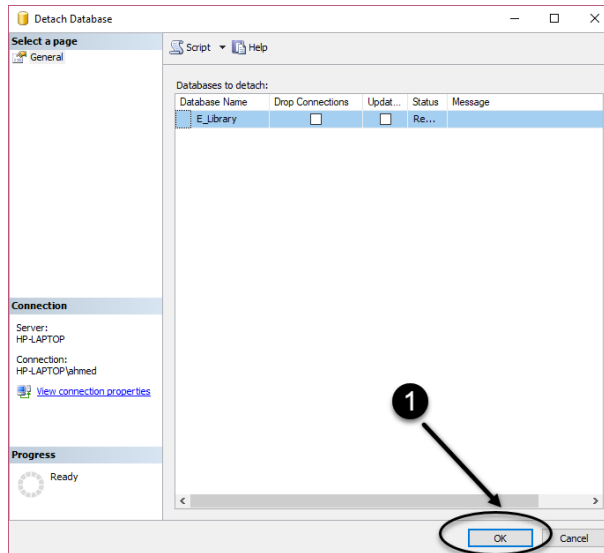 Detach Database
Select a page
General
Script
Help
Databases to detach:
Database Name Drop Connections Updat... Status Message
E_Library Re...
Connection
Server:
HP-LAPTOP
Connection:
HP-LAPTOP\ahmed
View connection properties
Progress
Ready
1
OK Cancel